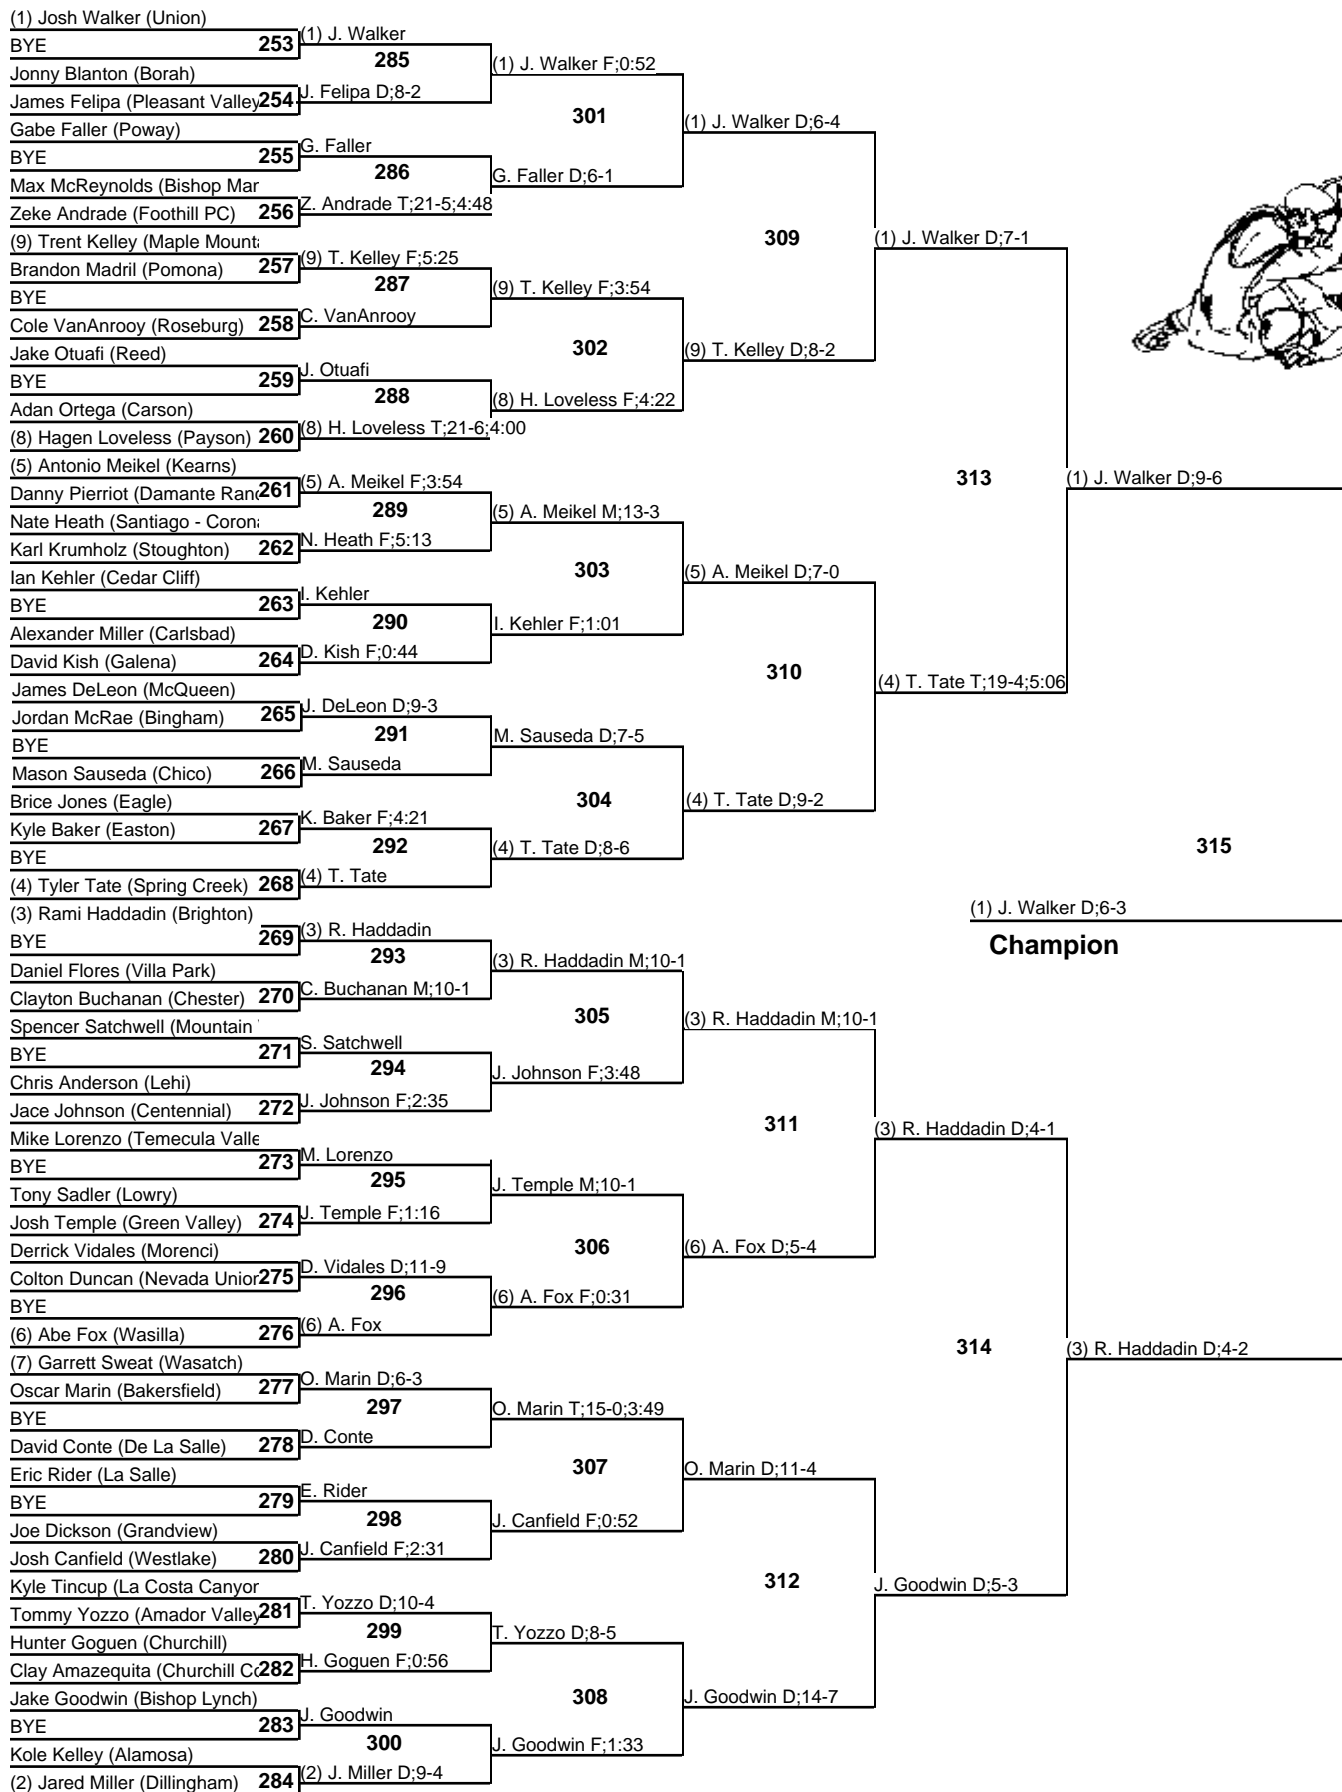 (1) Josh Walker (Union)
BYE
253
Jonny Blanton (Borah)
James Felipa (Pleasant Valley
254
Gabe Faller (Poway)
BYE
255
Max McReynolds (Bishop Mar
Zeke Andrade (Foothill PC)
256
(9) Trent Kelley (Maple Mounta
Brandon Madril (Pomona)
257
BYE
Cole VanAnrooy (Roseburg)
258
Jake Otuafi (Reed)
BYE
259
Adan Ortega (Carson)
(8) Hagen Loveless (Payson)
260
(5) Antonio Meikel (Kearns)
Danny Pierriot (Damante Ranc
261
Nate Heath (Santiago - Corona
Karl Krumholz (Stoughton)
262
Ian Kehler (Cedar Cliff)
BYE
263
Alexander Miller (Carlsbad)
David Kish (Galena)
264
James DeLeon (McQueen)
Jordan McRae (Bingham)
265
BYE
Mason Sauseda (Chico)
266
Brice Jones (Eagle)
Kyle Baker (Easton)
267
BYE
(4) Tyler Tate (Spring Creek)
268
(3) Rami Haddadin (Brighton)
BYE
269
Daniel Flores (Villa Park)
Clayton Buchanan (Chester)
270
Spencer Satchwell (Mountain
BYE
271
Chris Anderson (Lehi)
Jace Johnson (Centennial)
272
Mike Lorenzo (Temecula Valle
BYE
273
Tony Sadler (Lowry)
Josh Temple (Green Valley)
274
Derrick Vidales (Morenci)
Colton Duncan (Nevada Union
275
BYE
(6) Abe Fox (Wasilla)
276
(7) Garrett Sweat (Wasatch)
Oscar Marin (Bakersfield)
277
BYE
David Conte (De La Salle)
278
Eric Rider (La Salle)
BYE
279
Joe Dickson (Grandview)
Josh Canfield (Westlake)
280
Kyle Tincup (La Costa Canyon
Tommy Yozzo (Amador Valley
281
Hunter Goguen (Churchill)
Clay Amazequita (Churchill Co
282
Jake Goodwin (Bishop Lynch)
BYE
283
Kole Kelley (Alamosa)
(2) Jared Miller (Dillingham)
284
(1) J. Walker
285
J. Felipa D;8-2
G. Faller
286
Z. Andrade T;21-5;4:48
(9) T. Kelley F;5:25
287
C. VanAnrooy
J. Otuafi
288
(8) H. Loveless T;21-6;4:00
(5) A. Meikel F;3:54
289
N. Heath F;5:13
I. Kehler
290
D. Kish F;0:44
J. DeLeon D;9-3
291
M. Sauseda
K. Baker F;4:21
292
(4) T. Tate
(3) R. Haddadin
293
C. Buchanan M;10-1
S. Satchwell
294
J. Johnson F;2:35
M. Lorenzo
295
J. Temple F;1:16
D. Vidales D;11-9
296
(6) A. Fox
O. Marin D;6-3
297
D. Conte
E. Rider
298
J. Canfield F;2:31
T. Yozzo D;10-4
299
H. Goguen F;0:56
J. Goodwin
300
(2) J. Miller D;9-4
(1) J. Walker F;0:52
301
G. Faller D;6-1
(9) T. Kelley F;3:54
302
(8) H. Loveless F;4:22
(5) A. Meikel M;13-3
303
I. Kehler F;1:01
M. Sauseda D;7-5
304
(4) T. Tate D;8-6
(3) R. Haddadin M;10-1
305
J. Johnson F;3:48
J. Temple M;10-1
306
(6) A. Fox F;0:31
O. Marin T;15-0;3:49
307
J. Canfield F;0:52
T. Yozzo D;8-5
308
J. Goodwin F;1:33
(1) J. Walker D;6-4
309
(9) T. Kelley D;8-2
(5) A. Meikel D;7-0
310
(4) T. Tate D;9-2
(3) R. Haddadin M;10-1
311
(6) A. Fox D;5-4
O. Marin D;11-4
312
J. Goodwin D;14-7
(1) J. Walker D;7-1
313
(4) T. Tate T;19-4;5:06
(3) R. Haddadin D;4-1
314
J. Goodwin D;5-3
(1) J. Walker D;9-6
315
(3) R. Haddadin D;4-2
(1) J. Walker D;6-3
Champion